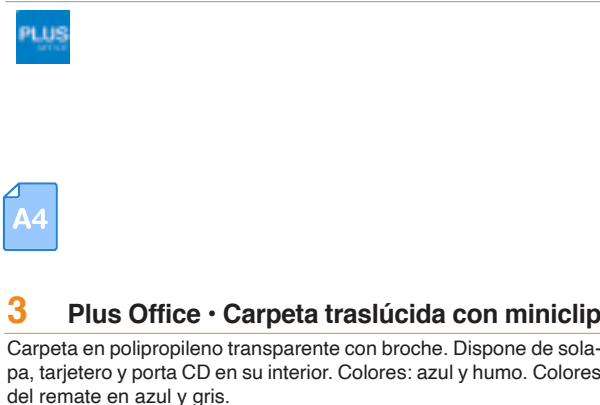 PLUS
OFFICE
A4
3 Plus Office · Carpeta traslúcida con miniclip
Carpeta en polipropileno transparente con broche. Dispone de sola-
pa, tarjetero y porta CD en su interior. Colores: azul y humo. Colores
del remate en azul y gris.